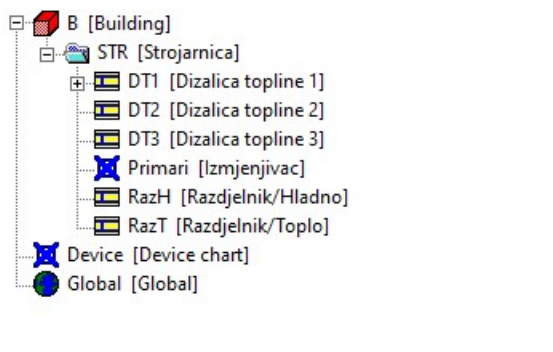 B [Building]
STR [Strojarnica]
DT1 [Dizalica topline 1]
DT2 [Dizalica topline 2]
DT3 [Dizalica topline 3]
Primari [Izmjenjivac]
RazH [Razdjelnik/Hladno]
RazT [Razdjelnik/Toplo]
Device [Device chart]
Global [Global]